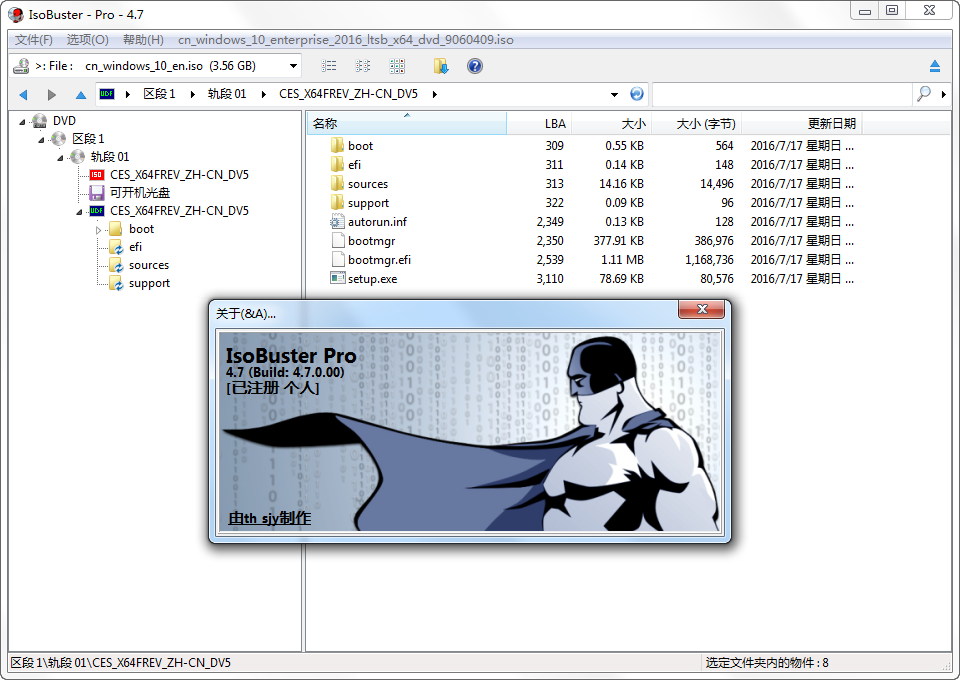 IsoBuster - Pro - 4.7
文件(F) 选项(O) 帮助(H) cn_windows_10_enterprise_2016_ltsb_x64_dvd_9060409.iso
>: File : cn_windows_10_en.iso (3.56 GB)
UDF 区段 1 轨段 01 CES_X64FREV_ZH-CN_DV5
DVD
区段 1
轨段 01
ISO CES_X64FREV_ZH-CN_DV5
可开机光盘
UDF CES_X64FREV_ZH-CN_DV5
boot
efi
sources
support
名称 LBA 大小 大小 (字节) 更新日期
boot 309 0.55 KB 564 2016/7/17 星期日 ...
efi 311 0.14 KB 148 2016/7/17 星期日 ...
sources 313 14.16 KB 14,496 2016/7/17 星期日 ...
support 322 0.09 KB 96 2016/7/17 星期日 ...
autorun.inf 2,349 0.13 KB 128 2016/7/17 星期日 ...
bootmgr 2,350 377.91 KB 386,976 2016/7/17 星期日 ...
bootmgr.efi 2,539 1.11 MB 1,168,736 2016/7/17 星期日 ...
setup.exe 3,110 78.69 KB 80,576 2016/7/17 星期日 ...
关于(&A)...
IsoBuster Pro
4.7 (Build: 4.7.0.00)
[已注册 个人]
由th sjy制作
区段 1\轨段 01\CES_X64FREV_ZH-CN_DV5
选定文件夹内的物件 : 8